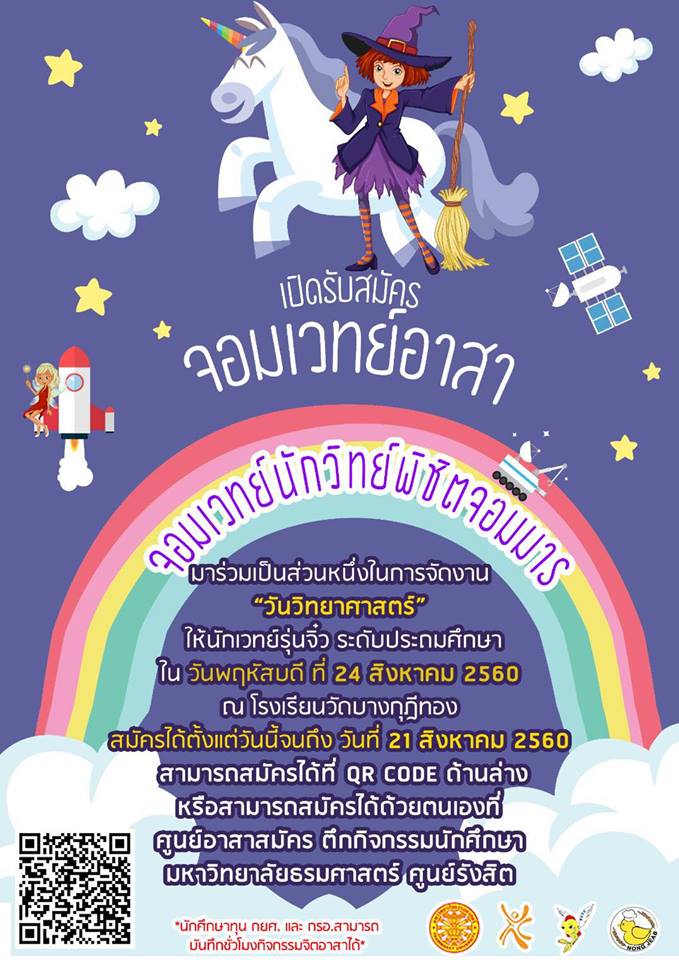 เปิดรับสมัคร
จอมเวทย์อาสา
จอมเวทย์นักวิทย์พิชิตจอมมาร
มาร่วมเป็นส่วนหนึ่งในการจัดงาน
“วันวิทยาศาสตร์”
ให้นักเวทย์รุ่นจิ๋ว ระดับประถมศึกษา
ใน วันพฤหัสบดี ที่ 24 สิงหาคม 2560
ณ โรงเรียนวัดบางกุฎีทอง
สมัครได้ตั้งแต่วันนี้จนถึง วันที่ 21 สิงหาคม 2560
สามารถสมัครได้ที่ QR CODE ด้านล่าง
หรือสามารถสมัครได้ด้วยตนเองที่
ศูนย์อาสาสมัคร ตึกกิจกรรมนักศึกษา
มหาวิทยาลัยธรรมศาสตร์ ศูนย์รังสิต
*นักศึกษาทุน กยศ. และ กรอ.สามารถ
บันทึกชั่วโมงกิจกรรมจิตอาสาได้*
NONG JEAB